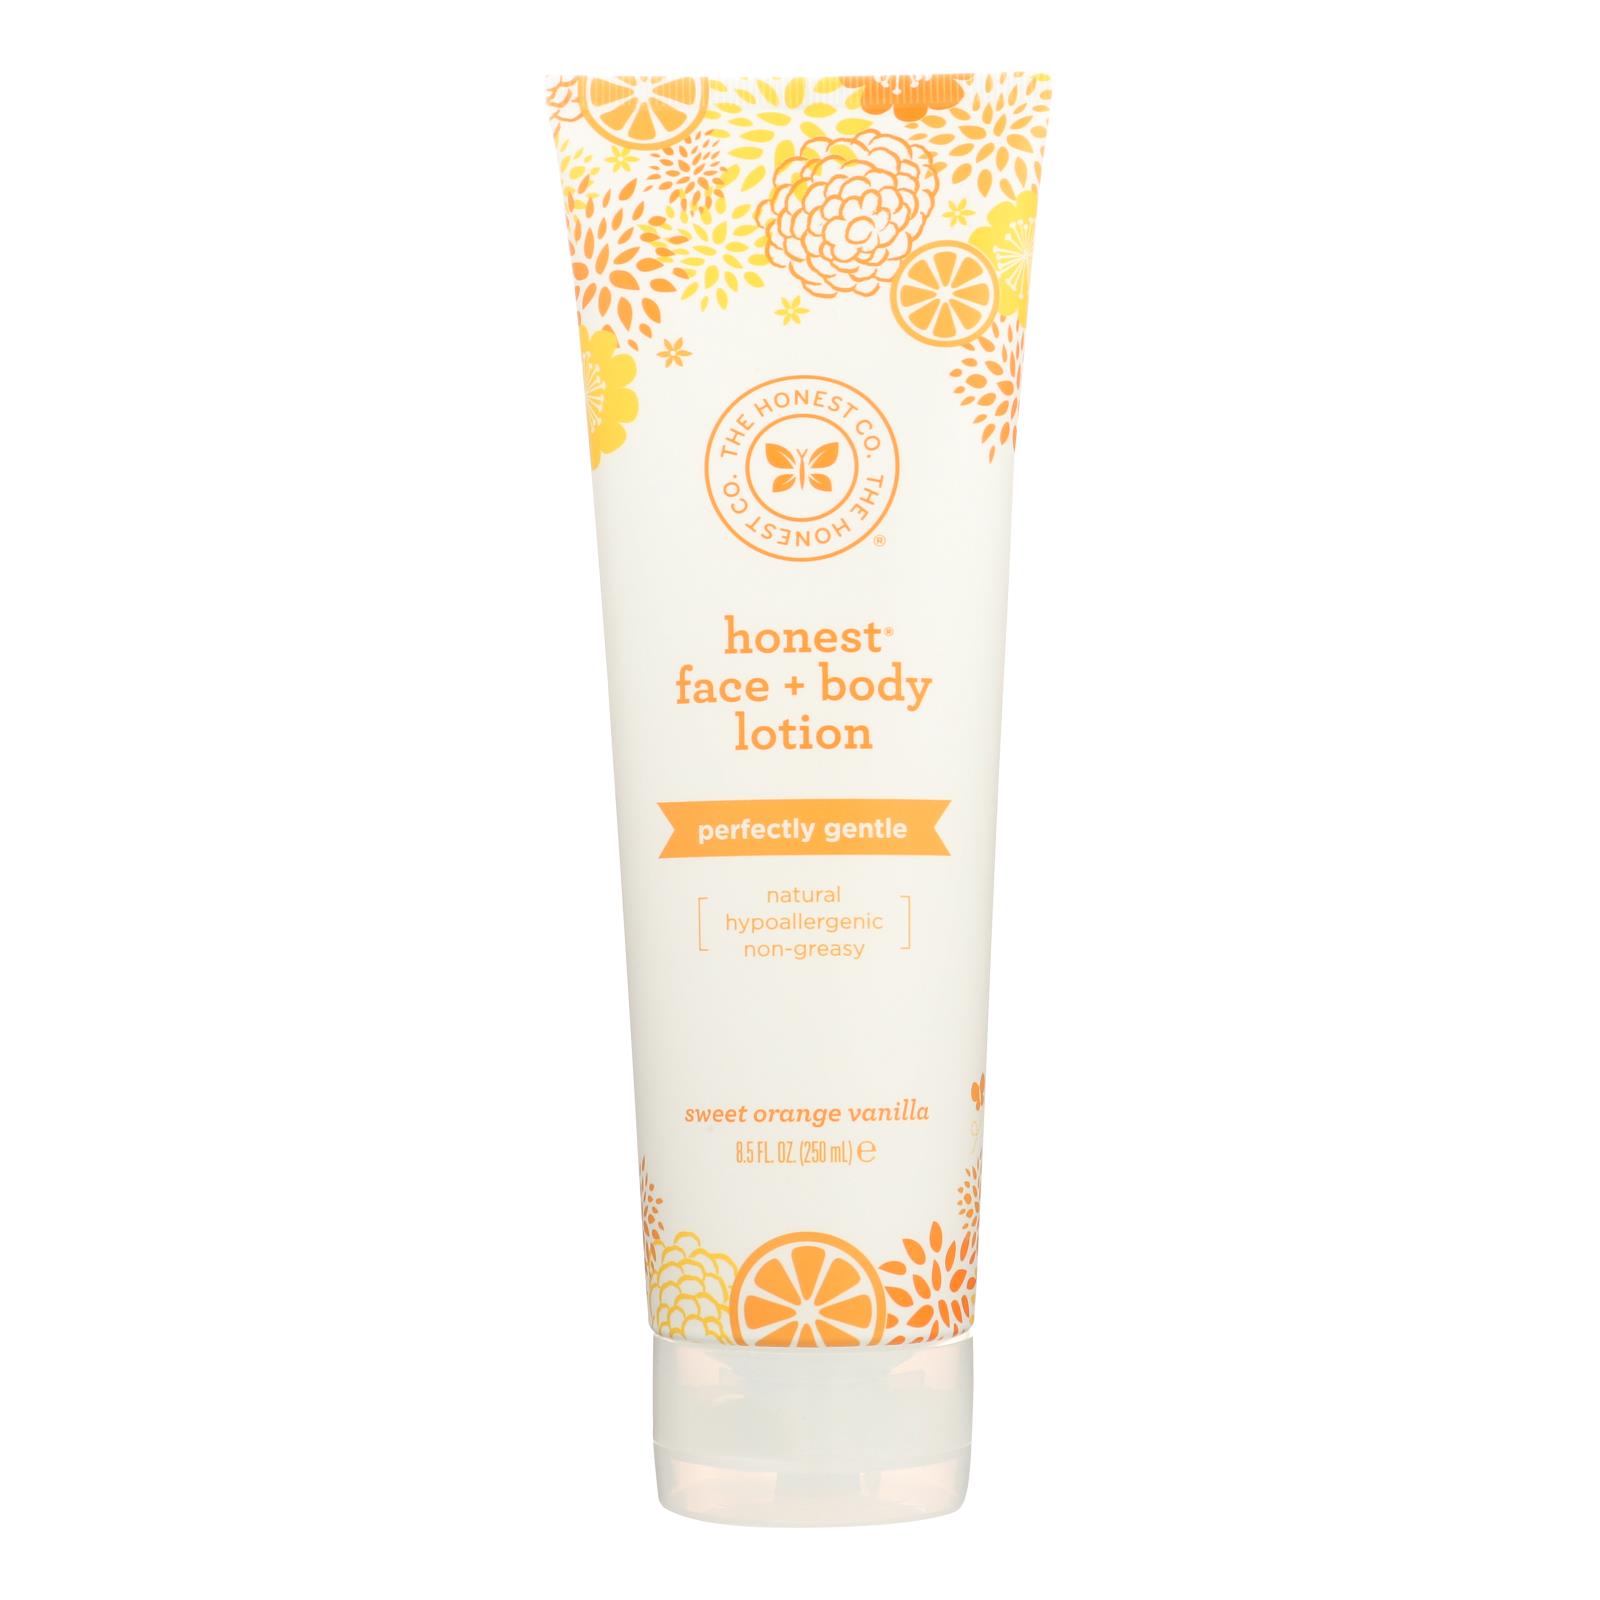 THE HONEST CO. THE HONEST CO. ®
honest®
face + body
lotion
perfectly gentle
natural
hypoallergenic
non-greasy
sweet orange vanilla
8.5 FL. OZ. (250 mL) ℮